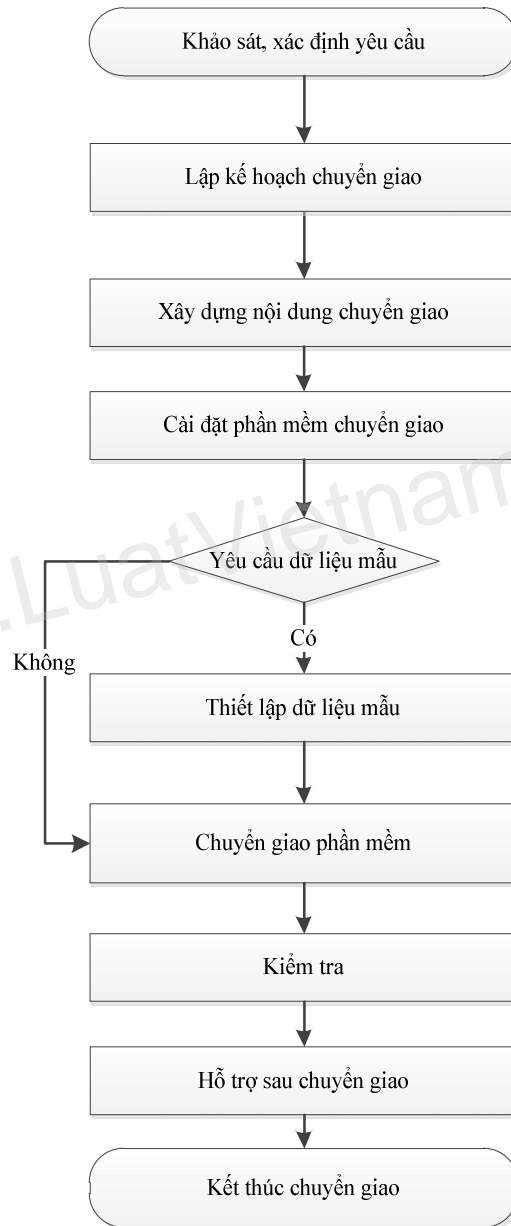 Khảo sát, xác định yêu cầu
Lập kế hoạch chuyển giao
Xây dựng nội dung chuyển giao
Cài đặt phần mềm chuyển giao
.LuatVietnam
Yêu cầu dữ liệu mẫu
Có
Không
Thiết lập dữ liệu mẫu
Chuyển giao phần mềm
Kiểm tra
Hỗ trợ sau chuyển giao
Kết thúc chuyển giao